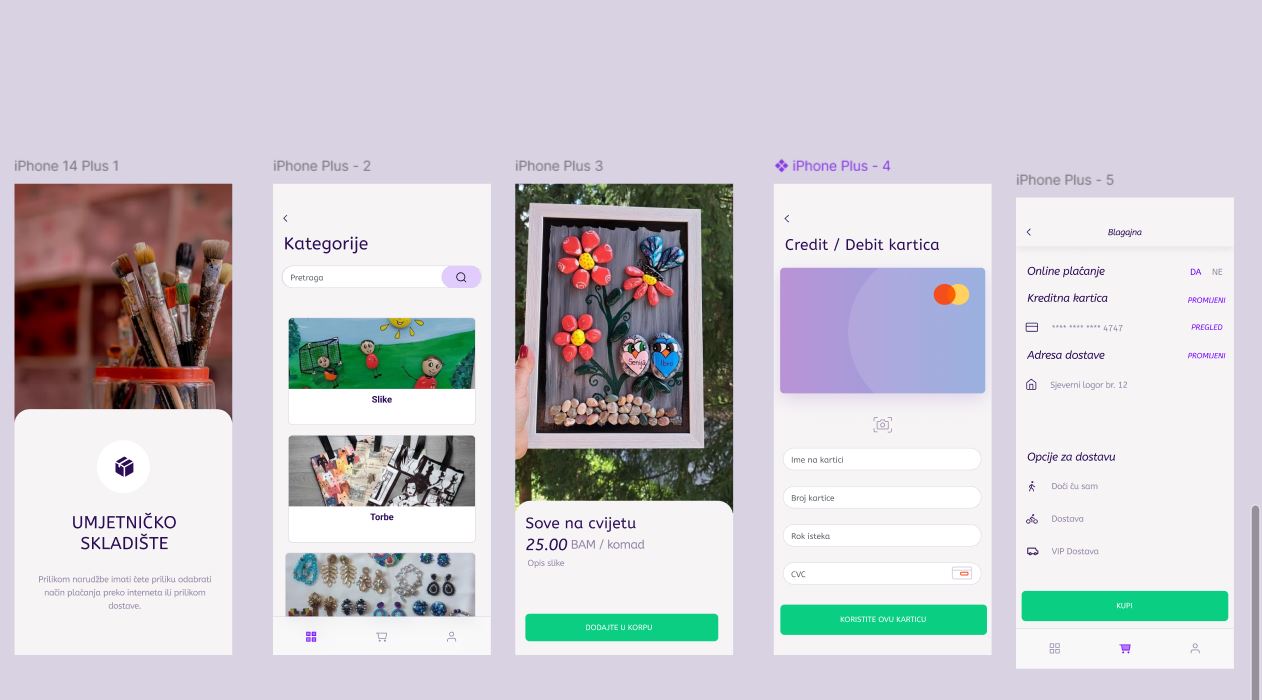 iPhone 14 Plus 1
UMJETNIČKO
SKLADIŠTE
Prilikom narudžbe imati ćete priliku odabrati
način plaćanja preko interneta ili prilikom
dostave.
iPhone Plus - 2
Kategorije
Pretraga
Slike
Torbe
iPhone Plus 3
Senija
Ibro
Sove na cvijetu
25.00 BAM / komad
Opis slike
DODAJTE U KORPU
iPhone Plus - 4
Credit / Debit kartica
Ime na kartici
Broj kartice
Rok isteka
CVC
KORISTITE OVU KARTICU
iPhone Plus - 5
Blagajna
Online plaćanje
DA NE
Kreditna kartica
PROMIJENI
**** **** **** 4747
PREGLED
Adresa dostave
PROMIJENI
Sjeverni logor br. 12
Opcije za dostavu
Doći ću sam
Dostava
VIP Dostava
KUPI